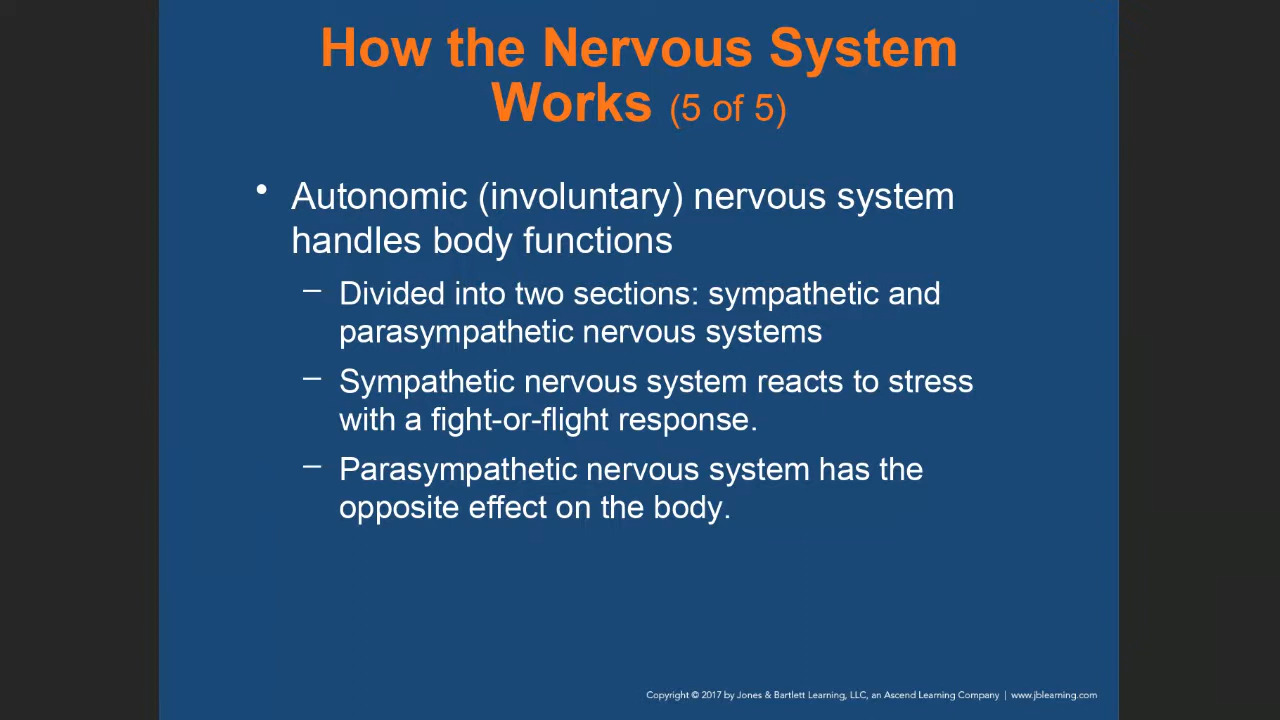 How the Nervous System
Works (5 of 5)
• Autonomic (involuntary) nervous system
handles body functions
– Divided into two sections: sympathetic and
parasympathetic nervous systems
– Sympathetic nervous system reacts to stress
with a fight-or-flight response.
– Parasympathetic nervous system has the
opposite effect on the body.
Copyright © 2017 by Jones & Bartlett Learning, LLC, an Ascend Learning Company | www.jblearning.com